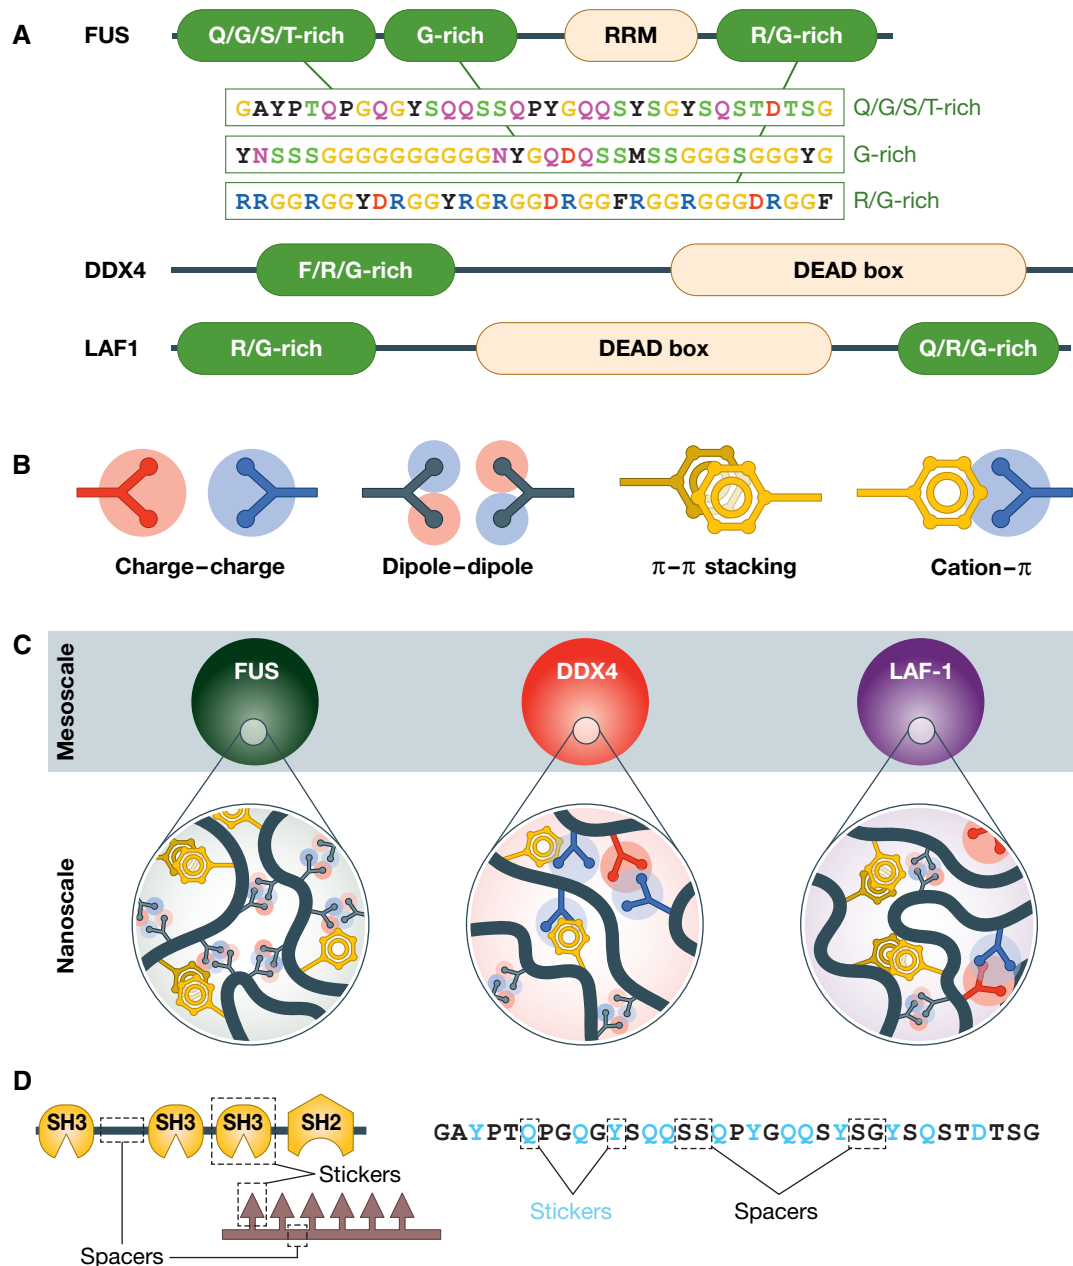 A
FUS
Q/G/S/T-rich
G-rich
RRM
R/G-rich
GAYPTQPGQGYSQQSSQPYGQQSYSGYSQSTDTSG
Q/G/S/T-rich
YNSSSGGGGGGGGGGNYGQDQSSMSSGGGSGGGYG
G-rich
RRGGRGGYDRGGYRGRGGDRGGFRGGRGGGDRGGF
R/G-rich
DDX4
F/R/G-rich
DEAD box
LAF1
R/G-rich
DEAD box
Q/R/G-rich
B
Charge–charge
Dipole–dipole
π–π stacking
Cation–π
C
Mesoscale
FUS
DDX4
LAF-1
Nanoscale
D
SH3
SH3
SH3
SH2
Stickers
Spacers
GAYPTQPGQGYSQQSSQPYGQQSYSGYSQSTDTSG
Stickers
Spacers